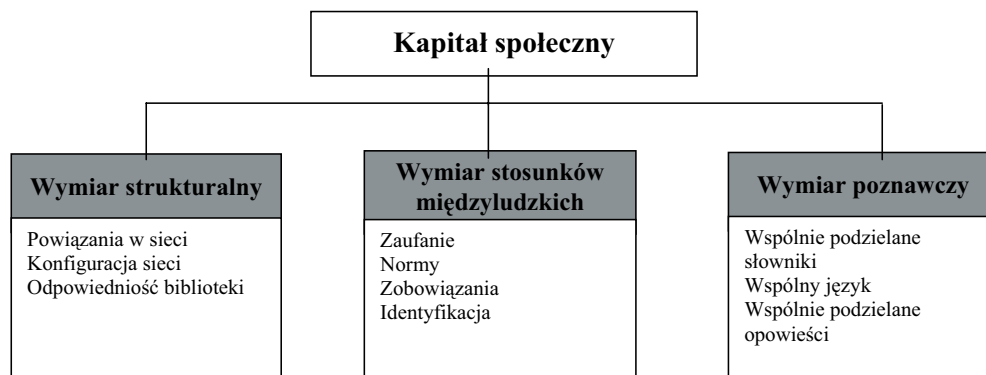 Kapitał społeczny
Wymiar strukturalny
Powiązania w sieci
Konfiguracja sieci
Odpowiedniość biblioteki
Wymiar stosunków
międzyludzkich
Zaufanie
Normy
Zobowiązania
Identyfikacja
Wymiar poznawczy
Wspólnie podzielane
słowniki
Wspólny język
Wspólnie podzielane
opowieści